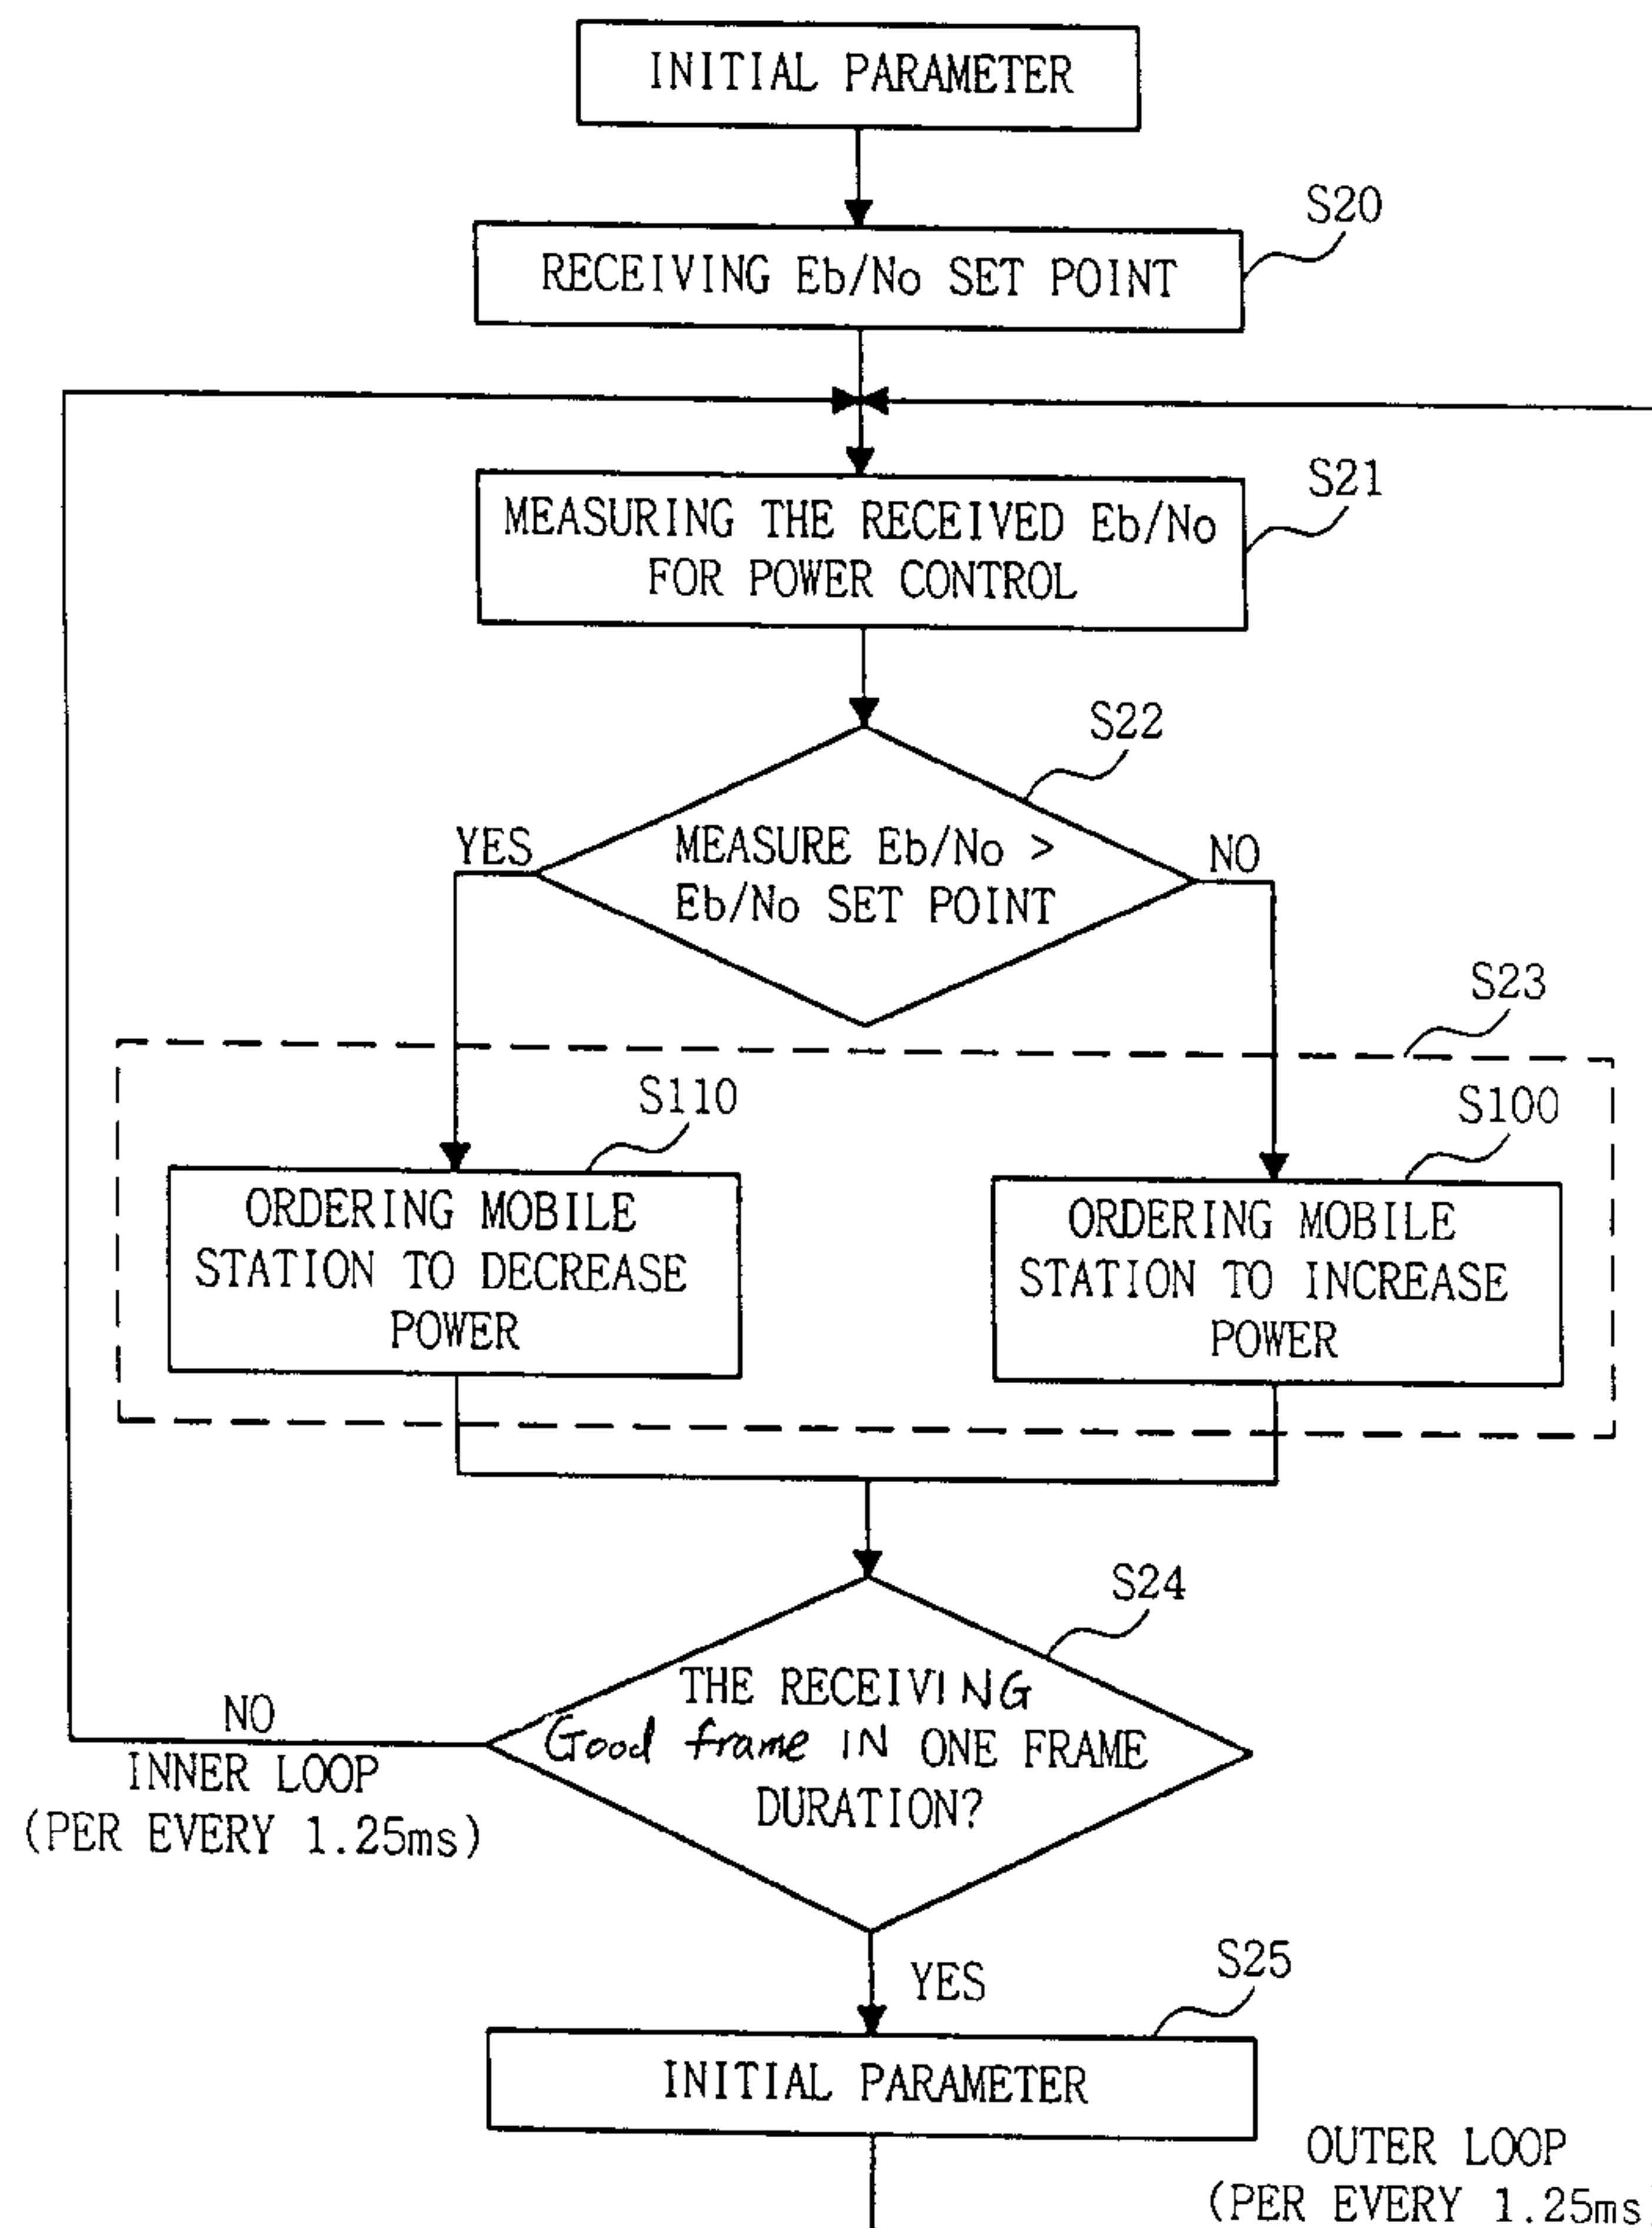 INITIAL PARAMETER
S20
RECEIVING Eb/No SET POINT
S21
MEASURING THE RECEIVED Eb/No
FOR POWER CONTROL
S22
YES
MEASURE Eb/No >
Eb/No SET POINT
NO
S23
S110
S100
ORDERING MOBILE
STATION TO DECREASE
POWER
ORDERING MOBILE
STATION TO INCREASE
POWER
S24
THE RECEIVING
Good frame IN ONE FRAME
DURATION?
NO
INNER LOOP
(PER EVERY 1.25ms)
YES
S25
INITIAL PARAMETER
OUTER LOOP
(PER EVERY 1.25ms